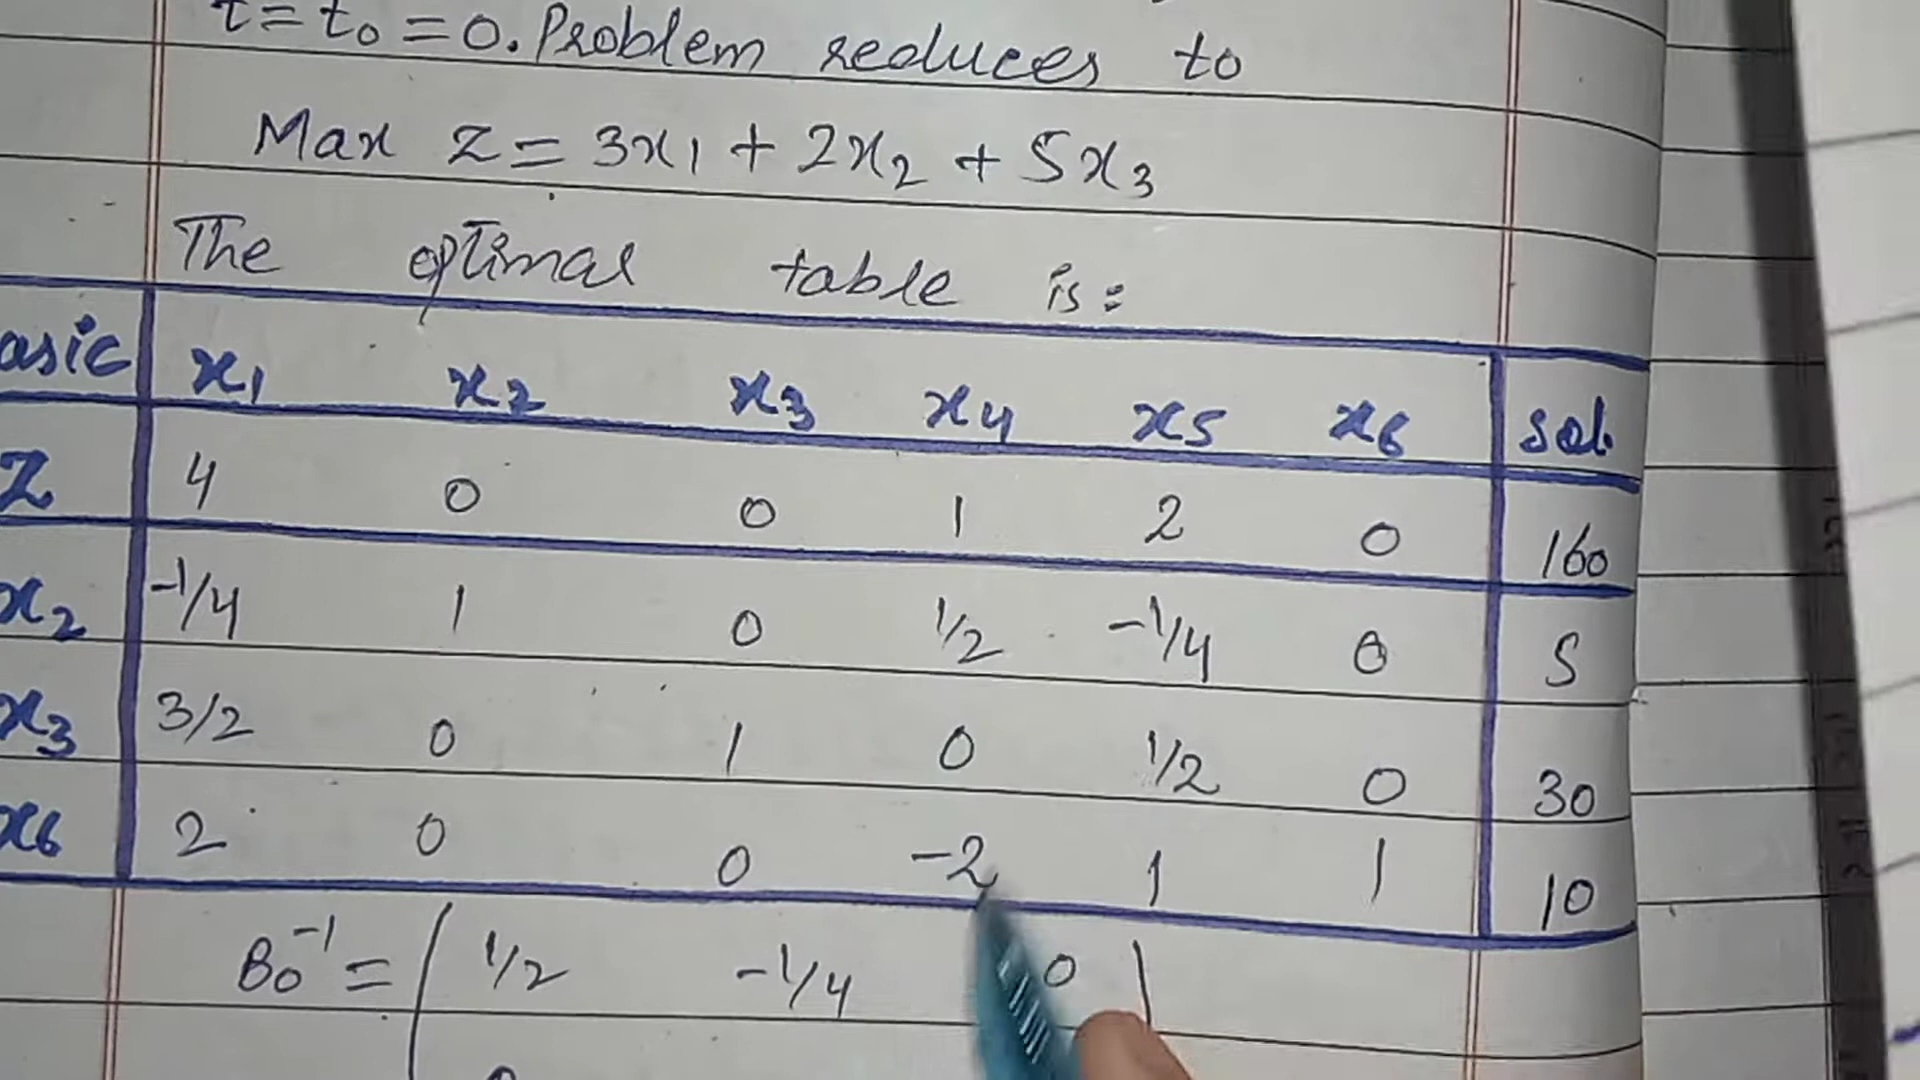 t = t₀ = 0. Problem reduces to
Max Z = 3x₁ + 2x₂ + 5x₃
The optimal table is:
asic x₁ x₂ x₃ x₄ x₅ x₆ sol.
Z 4 0 0 1 2 0 160
x₂ -1/4 1 0 1/2 -1/4 0 5
x₃ 3/2 0 1 0 1/2 0 30
x₆ 2 0 0 -2 1 1 10
B₀⁻¹ = ( 1/2 -1/4 0 )